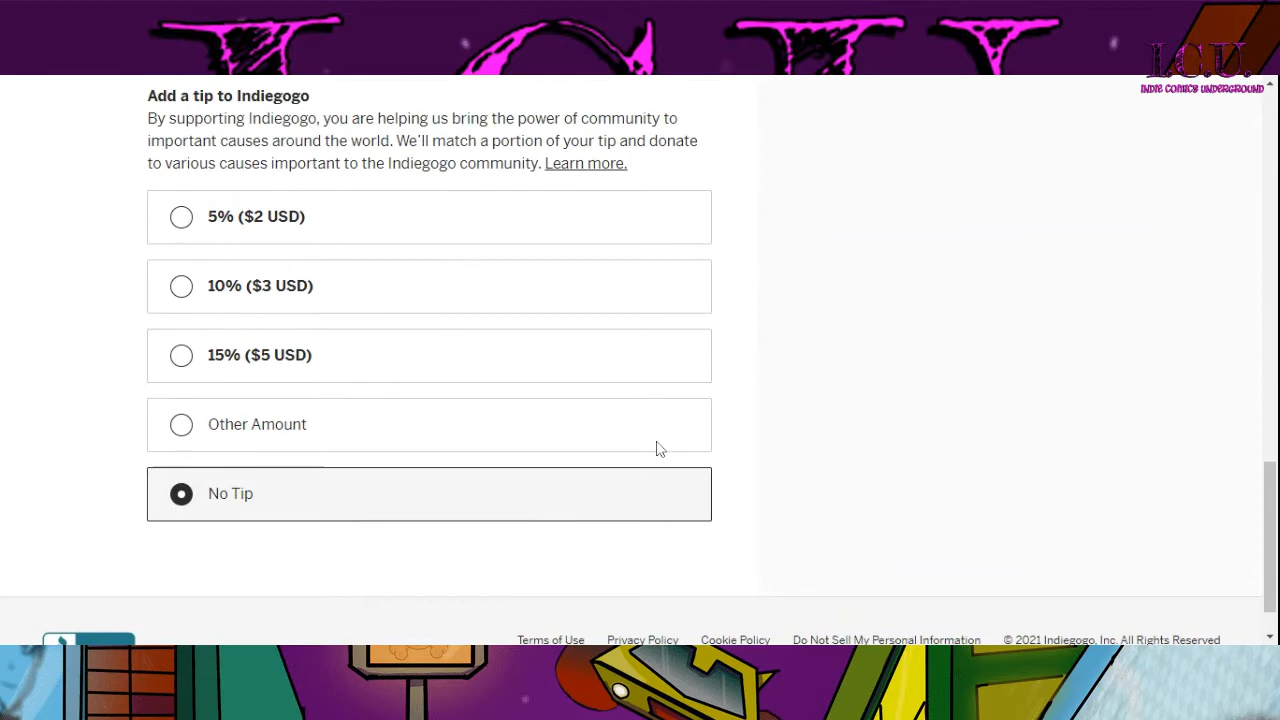 I.C.U.
I.C.U.
INDIE COMICS UNDERGROUND
Add a tip to Indiegogo
By supporting Indiegogo, you are helping us bring the power of community to
important causes around the world. We’ll match a portion of your tip and donate
to various causes important to the Indiegogo community. Learn more.
5% ($2 USD)
10% ($3 USD)
15% ($5 USD)
Other Amount
No Tip
Terms of Use Privacy Policy Cookie Policy Do Not Sell My Personal Information © 2021 Indiegogo, Inc. All Rights Reserved